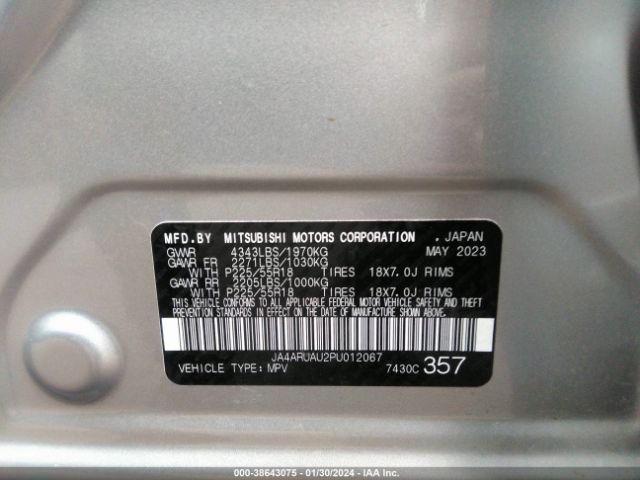 MFD.BY MITSUBISHI MOTORS CORPORATION . JAPAN
GVWR 4343LBS/1970KG MAY 2023
GAWR FR 2271LBS/1030KG
WITH P225/55R18 TIRES 18X7.0J RIMS
GAWR RR 2205LBS/1000KG
WITH P225/55R18 TIRES 18X7.0J RIMS
THIS VEHICLE CONFORMS TO ALL APPLICABLE FEDERAL MOTOR VEHICLE SAFETY AND THEFT
PREVENTION STANDARDS IN EFFECT ON THE DATE OF MANUFACTURE SHOWN ABOVE.
JA4ARUAU2PU012067
VEHICLE TYPE: MPV 7430C 357
000-38643075 - 01/30/2024 - IAA Inc.